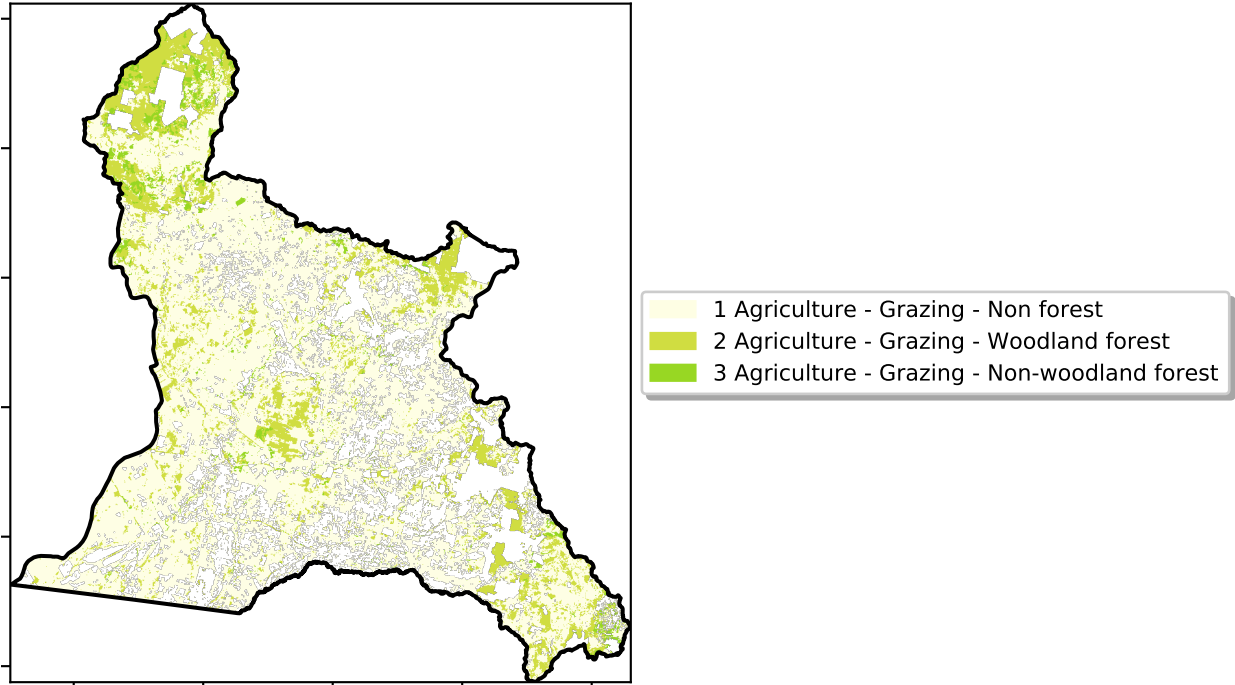 1 Agriculture - Grazing - Non forest
2 Agriculture - Grazing - Woodland forest
3 Agriculture - Grazing - Non-woodland forest